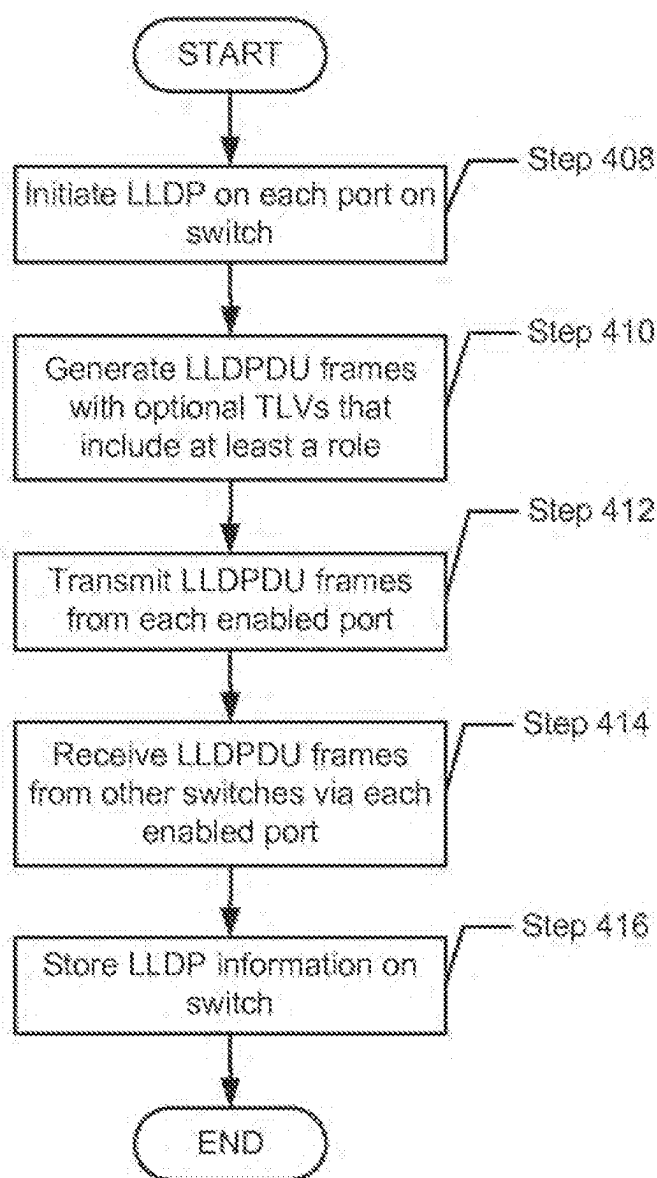 START
Step 408
Initiate LLDP on each port on
switch
Step 410
Generate LLDPDU frames
with optional TLVs that
include at least a role
Step 412
Transmit LLDPDU frames
from each enabled port
Step 414
Receive LLDPDU frames
from other switches via each
enabled port
Step 416
Store LLDP information on
switch
END